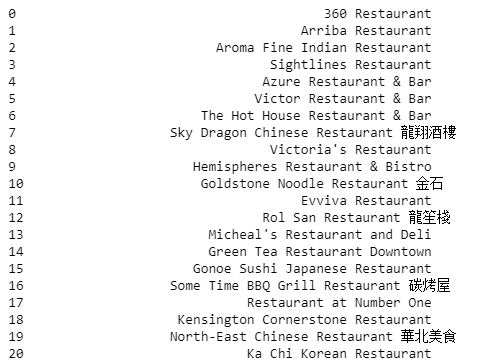 0 360 Restaurant
1 Arriba Restaurant
2 Aroma Fine Indian Restaurant
3 Sightlines Restaurant
4 Azure Restaurant & Bar
5 Victor Restaurant & Bar
6 The Hot House Restaurant & Bar
7 Sky Dragon Chinese Restaurant 龍翔酒樓
8 Victoria's Restaurant
9 Hemispheres Restaurant & Bistro
10 Goldstone Noodle Restaurant 金石
11 Evviva Restaurant
12 Rol San Restaurant 龍笙棧
13 Micheal's Restaurant and Deli
14 Green Tea Restaurant Downtown
15 Gonoe Sushi Japanese Restaurant
16 Some Time BBQ Grill Restaurant 碳烤屋
17 Restaurant at Number One
18 Kensington Cornerstone Restaurant
19 North-East Chinese Restaurant 華北美食
20 Ka Chi Korean Restaurant